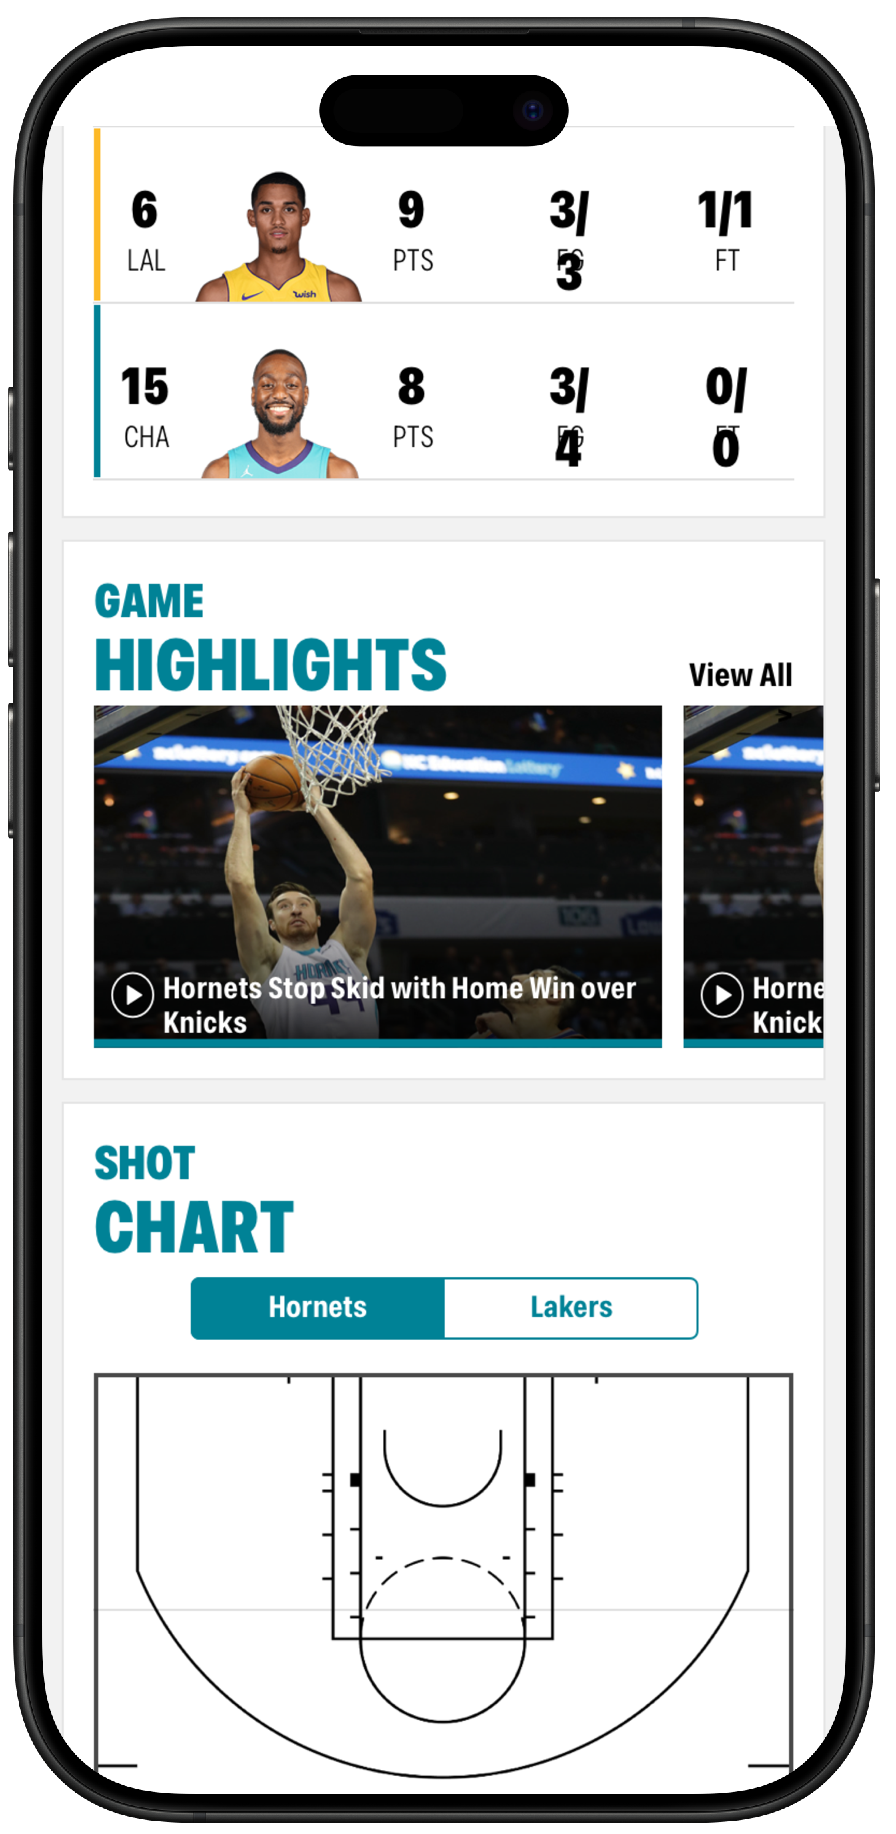 6 9 3/ 1/1
LAL PTS FG FT
3
15 8 3/ 0/
CHA PTS FG FT
4 0
wish
GAME
HIGHLIGHTS
View All
Hornets Stop Skid with Home Win over
Knicks
Horne
Knick
SHOT
CHART
Hornets Lakers